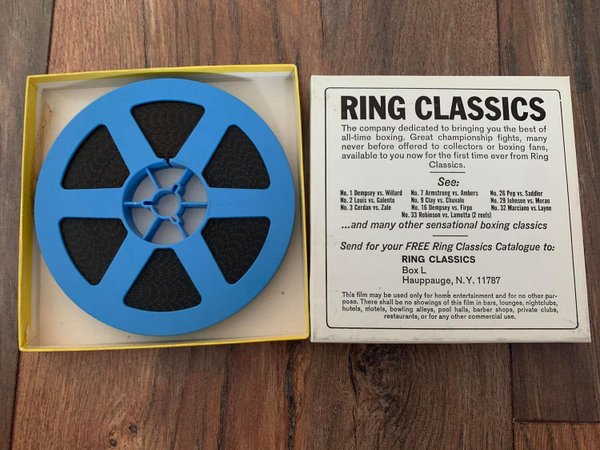 RING CLASSICS
The company dedicated to bringing you the best of
all-time boxing. Great championship fights, many
never before offered to collectors or boxing fans,
available to you now for the first time ever from Ring
Classics.
See:
No. 1 Dempsey vs. Willard No. 7 Armstrong vs. Ambers No. 26 Pep vs. Saddler
No. 2 Louis vs. Galento No. 9 Clay vs. Chuvalo No. 29 Johnson vs. Moran
No. 3 Cerdan vs. Zale No. 16 Dempsey vs. Firpo No. 32 Marciano vs. Layne
No. 33 Robinson vs. Lamotta (2 reels)
...and many other sensational boxing classics
Send for your FREE Ring Classics Catalogue to:
RING CLASSICS
Box L
Hauppauge, N.Y. 11787
This film may be used only for home entertainment and for no other pur-
pose. There shall be no showings of this film in bars, lounges, nightclubs,
hotels, motels, bowling alleys, pool halls, barber shops, private clubs,
restaurants, or for any other commercial use.